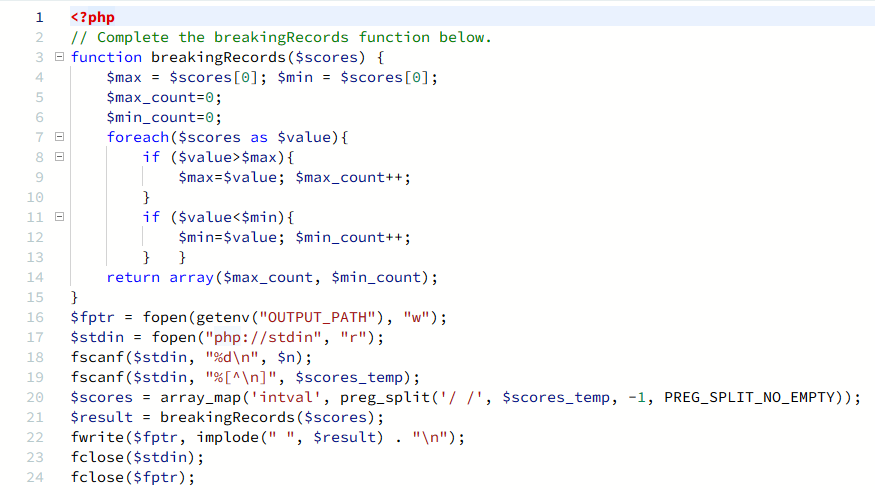 1 <?php
2 // Complete the breakingRecords function below.
3 function breakingRecords($scores) {
4     $max = $scores[0]; $min = $scores[0];
5     $max_count=0;
6     $min_count=0;
7     foreach($scores as $value){
8         if ($value>$max){
9             $max=$value; $max_count++;
10         }
11         if ($value<$min){
12             $min=$value; $min_count++;
13         }   }
14     return array($max_count, $min_count);
15 }
16 $fptr = fopen(getenv("OUTPUT_PATH"), "w");
17 $stdin = fopen("php://stdin", "r");
18 fscanf($stdin, "%d\n", $n);
19 fscanf($stdin, "%[^\n]", $scores_temp);
20 $scores = array_map('intval', preg_split('/ /', $scores_temp, -1, PREG_SPLIT_NO_EMPTY));
21 $result = breakingRecords($scores);
22 fwrite($fptr, implode(" ", $result) . "\n");
23 fclose($stdin);
24 fclose($fptr);